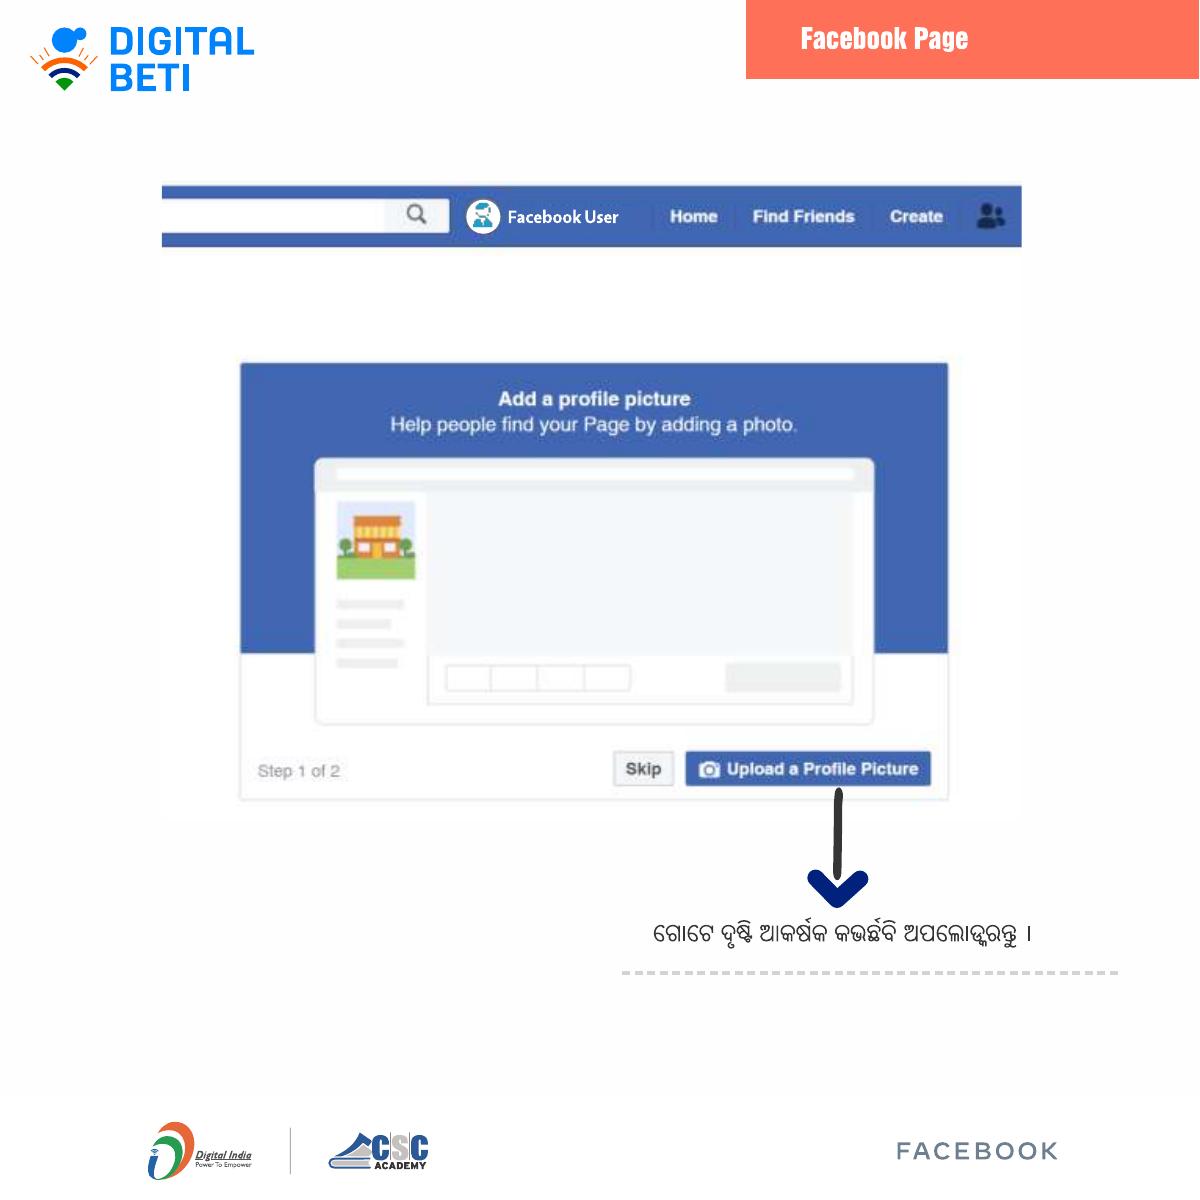 DIGITAL
BETI
Facebook Page
Facebook User
Home
Find Friends
Create
Add a profile picture
Help people find your Page by adding a photo.
Step 1 of 2
Skip
Upload a Profile Picture
ଗୋଟେ ଦୃଷ୍ଟି ଆକର୍ଷକ କଭର୍ଛବି ଅପଲୋଡ୍କରନ୍ତୁ ।
Digital India
Power To Empower
CSC
ACADEMY
FACEBOOK